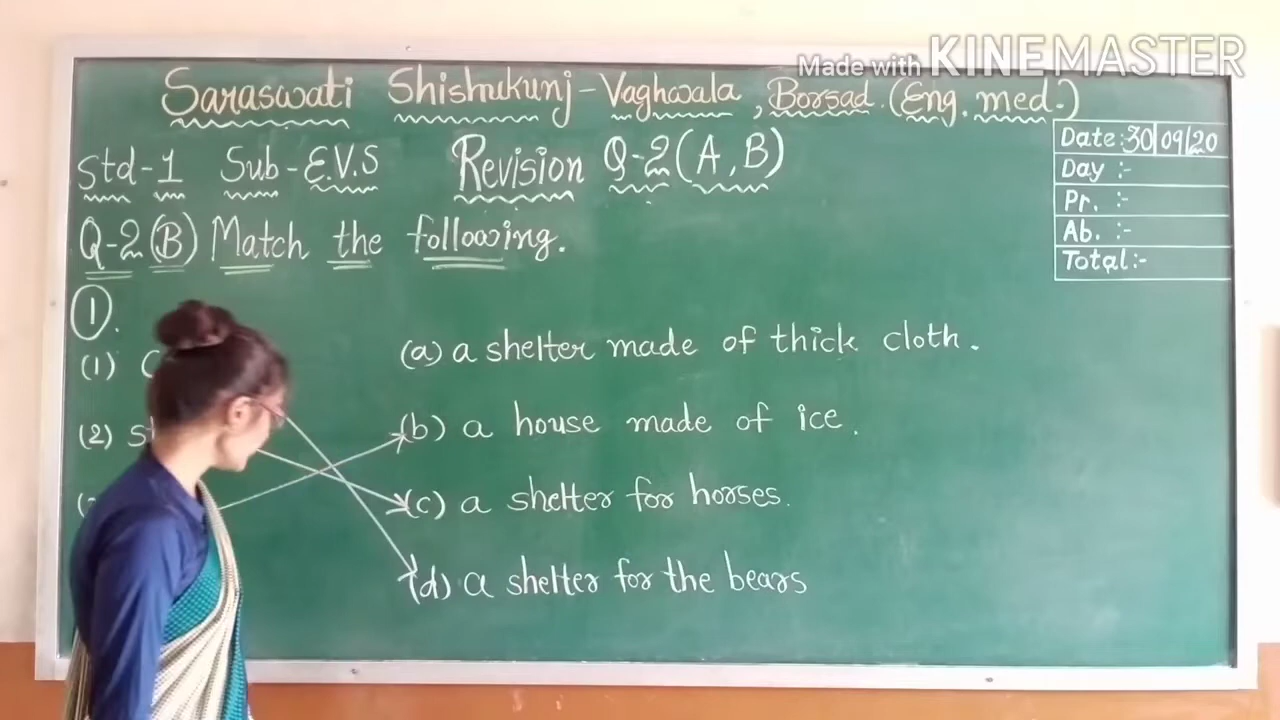 Made with KINEMASTER
Saraswati Shishukunj - Vaghwala , Borsad. (Eng. med.)
Std-1 Sub-E.V.S Revision Q-2(A, B)
Date:30|09|20
Day :-
Pr. :-
Ab. :-
Total:-
Q-2(B) Match the following.
1.
(1)
(a) a shelter made of thick cloth.
(2)
(b) a house made of ice.
(c) a shelter for horses.
(d) a shelter for the bears